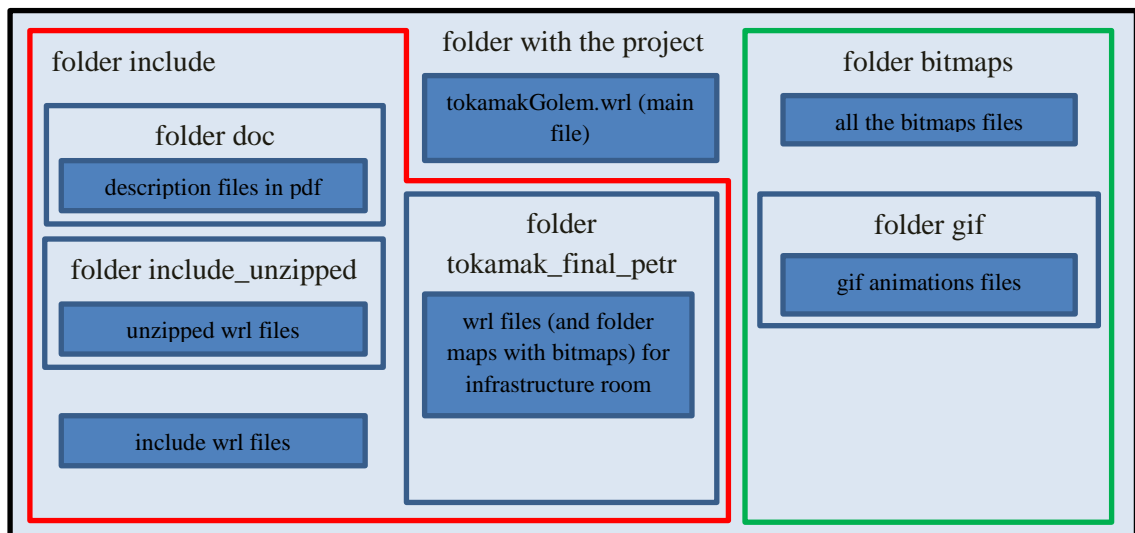 folder with the project
tokamakGolem.wrl (main
file)
folder include
folder doc
description files in pdf
folder include_unzipped
unzipped wrl files
include wrl files
folder
tokamak_final_petr
wrl files (and folder
maps with bitmaps) for
infrastructure room
folder bitmaps
all the bitmaps files
folder gif
gif animations files